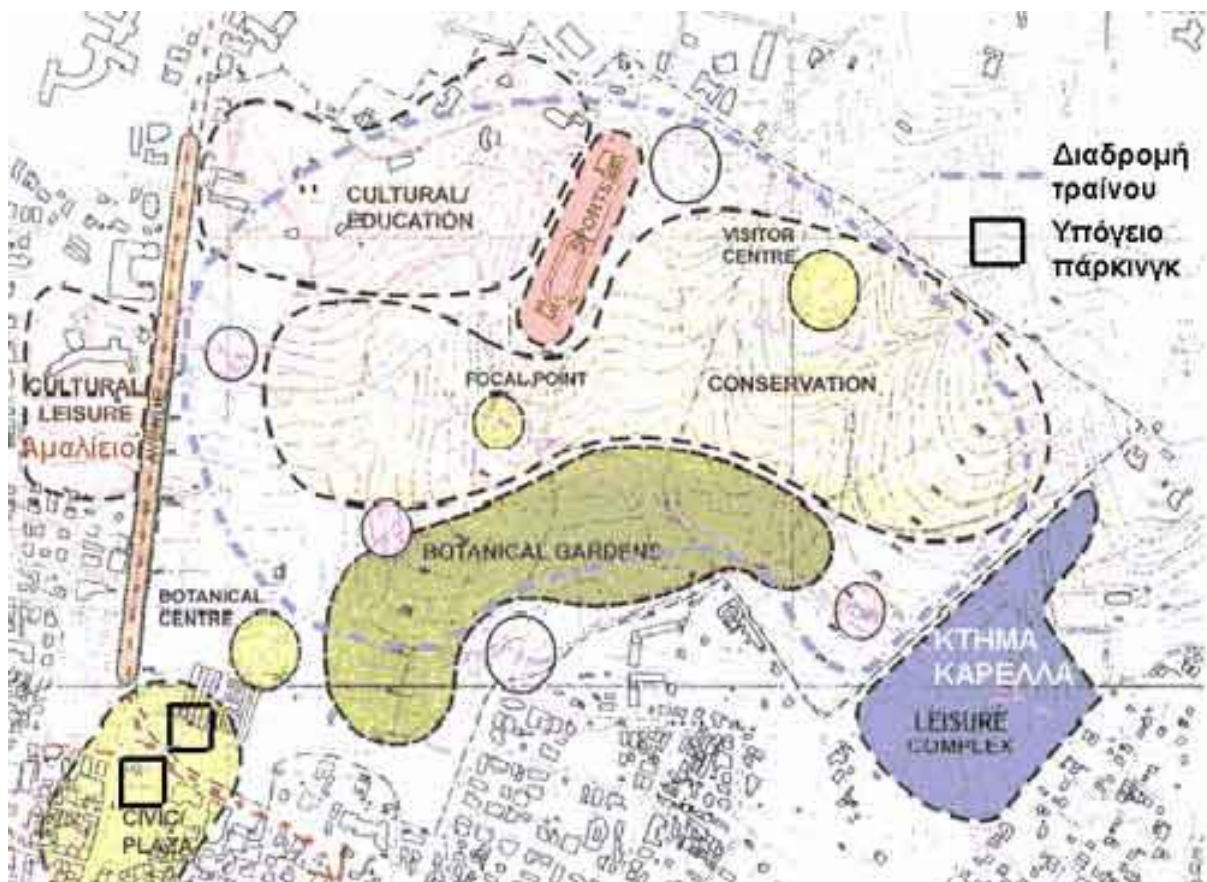 CULTURAL/
EDUCATION
SPORTS
VISITOR
CENTRE
Διαδρομή
τραίνου
Υπόγειο
πάρκινγκ
CULTURAL/
LEISURE
Αμαλίειο
FOCAL POINT
CONSERVATION
BOTANICAL GARDENS
BOTANICAL
CENTRE
ΚΤΗΜΑ
ΚΑΡΕΛΛΑ
LEISURE
COMPLEX
CIVIC/
PLAZA